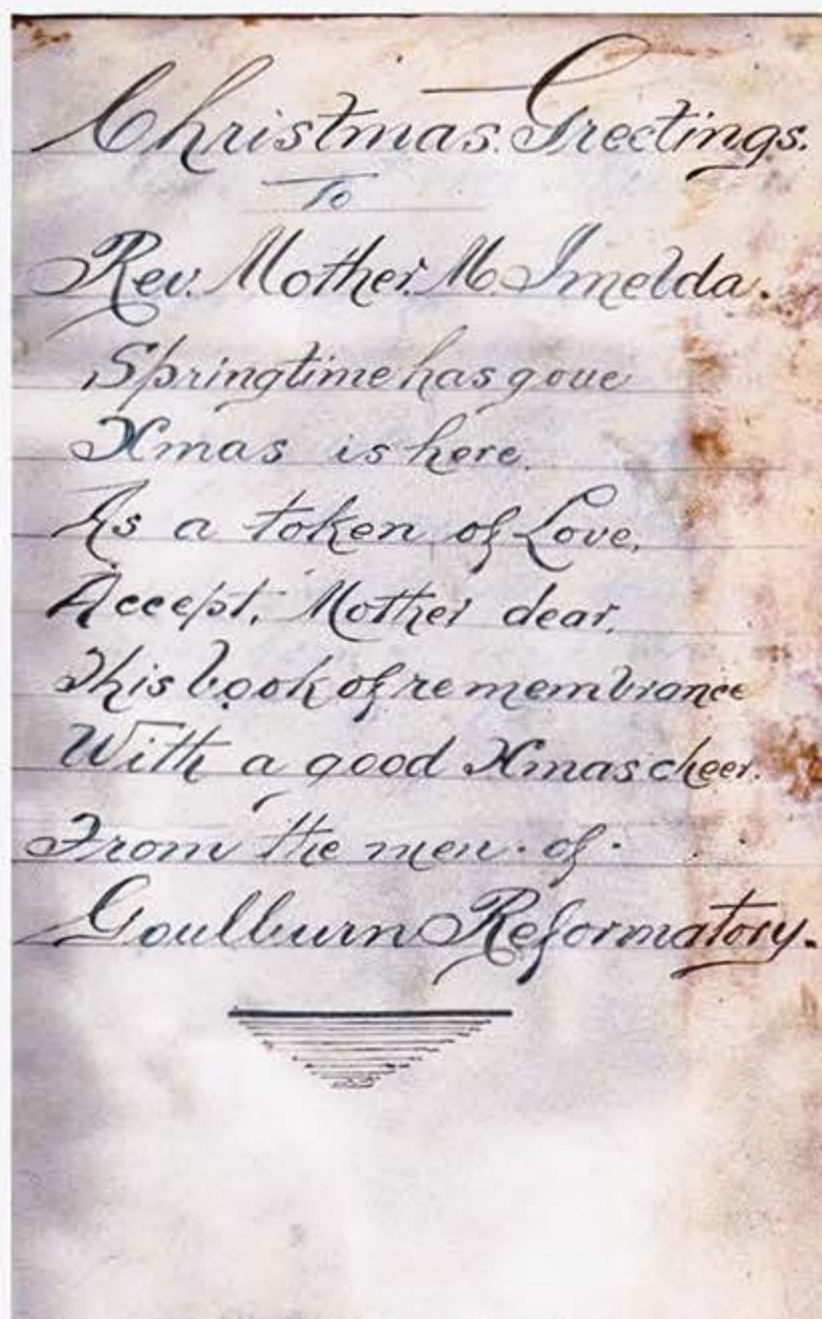 Christmas Greetings.
To
Rev. Mother. M. Imelda.
Springtime has gone
Xmas is here.
As a token of Love,
Accept, Mother dear,
This book of remembrance
With a good Xmas cheer.
From the men. of.
Goulburn Reformatory.